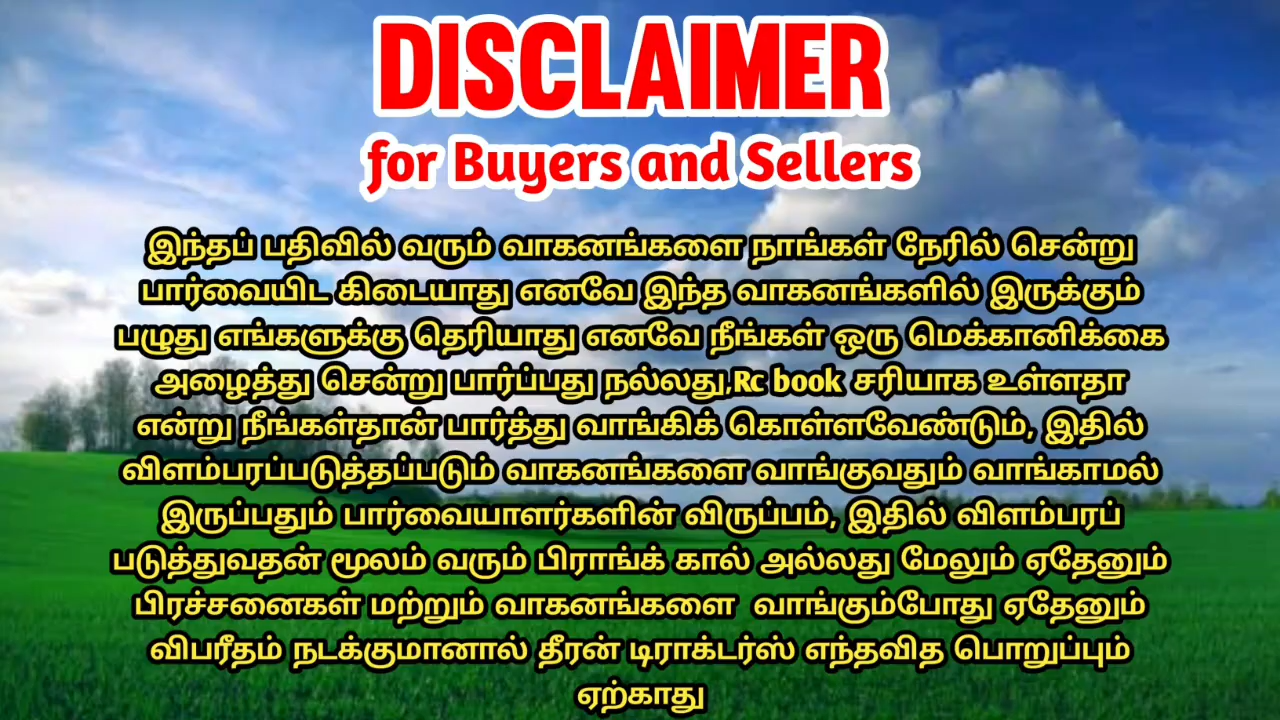 DISCLAIMER
for Buyers and Sellers
இந்தப் பதிவில் வரும் வாகனங்களை நாங்கள் நேரில் சென்று
பார்வையிட கிடையாது எனவே இந்த வாகனங்களில் இருக்கும்
பழுது எங்களுக்கு தெரியாது எனவே நீங்கள் ஒரு மெக்கானிக்கை
அழைத்து சென்று பார்ப்பது நல்லது,Rc book சரியாக உள்ளதா
என்று நீங்கள்தான் பார்த்து வாங்கிக் கொள்ளவேண்டும், இதில்
விளம்பரப்படுத்தப்படும் வாகனங்களை வாங்குவதும் வாங்காமல்
இருப்பதும் பார்வையாளர்களின் விருப்பம், இதில் விளம்பரப்
படுத்துவதன் மூலம் வரும் பிராங்க் கால் அல்லது மேலும் ஏதேனும்
பிரச்சனைகள் மற்றும் வாகனங்களை வாங்கும்போது ஏதேனும்
விபரீதம் நடக்குமானால் தீரன் டிராக்டர்ஸ் எந்தவித பொறுப்பும்
ஏற்காது